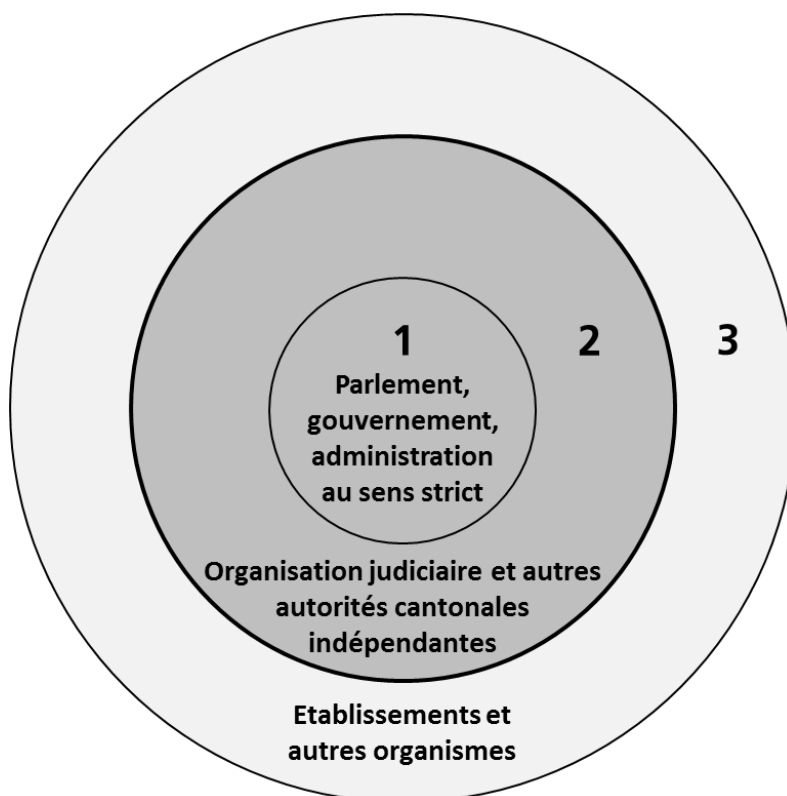 1
2
3
Parlement,
gouvernement,
administration
au sens strict
Organisation judiciaire et autres
autorités cantonales
indépendantes
Etablissements et
autres organismes